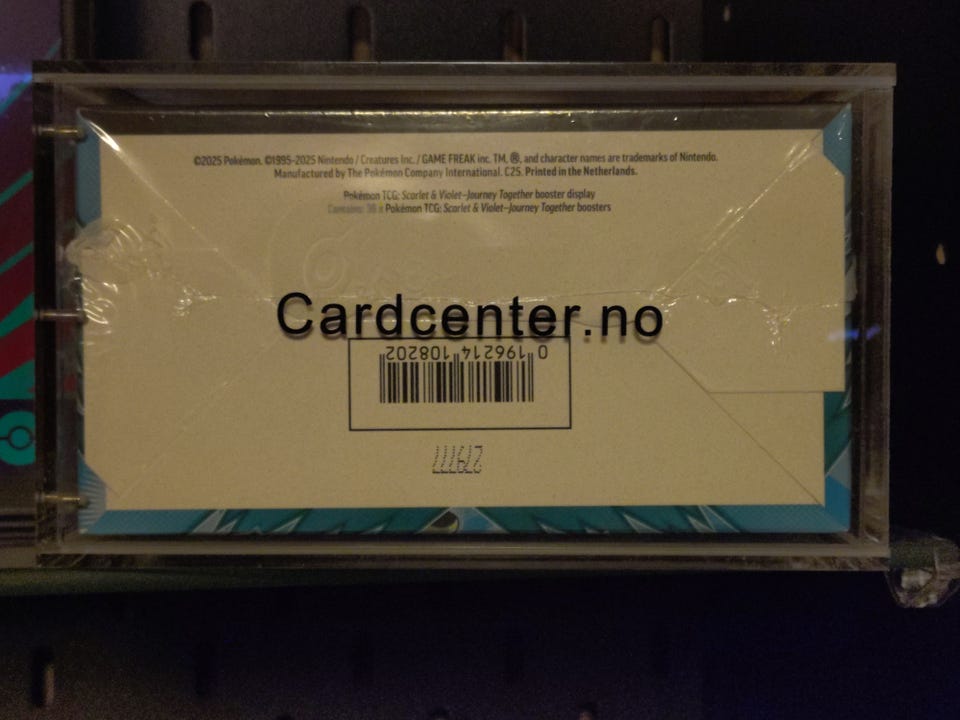 ©2025 Pokémon. ©1995–2025 Nintendo / Creatures Inc. / GAME FREAK inc. TM, ®, and character names are trademarks of Nintendo.
Manufactured by The Pokémon Company International. C25. Printed in the Netherlands.
Pokémon TCG: Scarlet & Violet–Journey Together booster display
Contains: 36 x Pokémon TCG: Scarlet & Violet–Journey Together boosters
Cardcenter.no
0 196214 108202